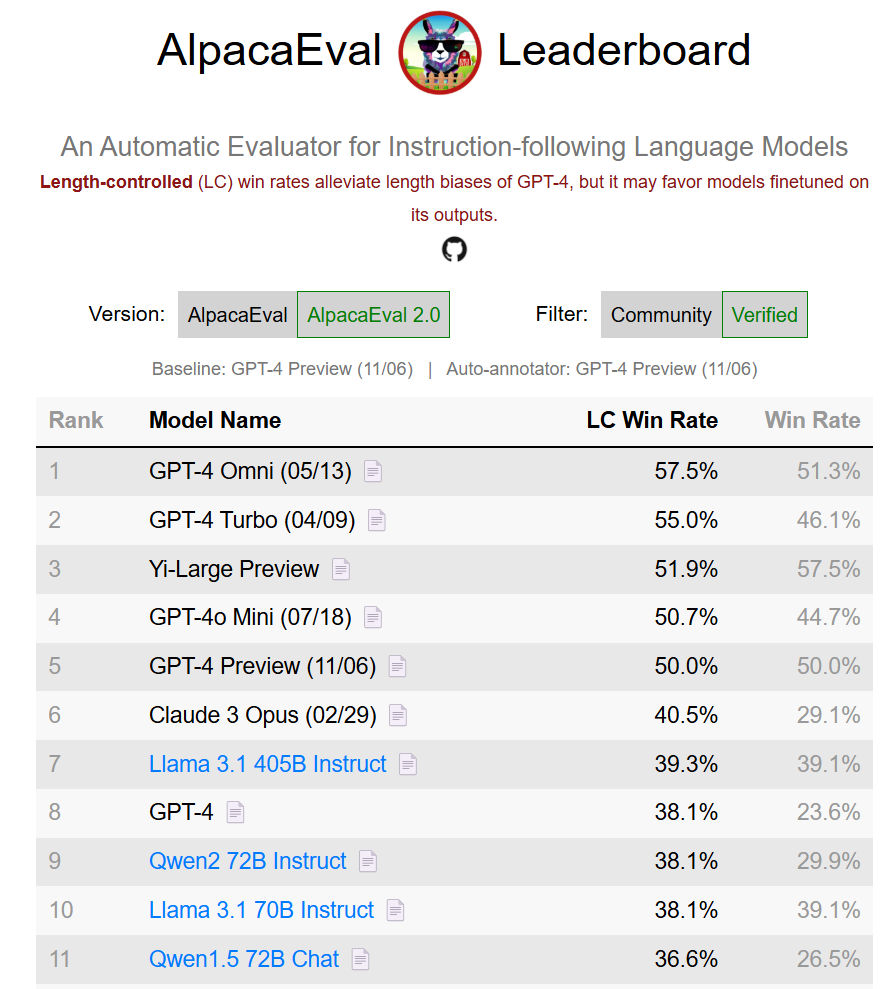 AlpacaEval Leaderboard
An Automatic Evaluator for Instruction-following Language Models
Length-controlled (LC) win rates alleviate length biases of GPT-4, but it may favor models finetuned on
its outputs.
Version: AlpacaEval AlpacaEval 2.0 Filter: Community Verified
Baseline: GPT-4 Preview (11/06) | Auto-annotator: GPT-4 Preview (11/06)
Rank Model Name LC Win Rate Win Rate
1 GPT-4 Omni (05/13) 57.5% 51.3%
2 GPT-4 Turbo (04/09) 55.0% 46.1%
3 Yi-Large Preview 51.9% 57.5%
4 GPT-4o Mini (07/18) 50.7% 44.7%
5 GPT-4 Preview (11/06) 50.0% 50.0%
6 Claude 3 Opus (02/29) 40.5% 29.1%
7 Llama 3.1 405B Instruct 39.3% 39.1%
8 GPT-4 38.1% 23.6%
9 Qwen2 72B Instruct 38.1% 29.9%
10 Llama 3.1 70B Instruct 38.1% 39.1%
11 Qwen1.5 72B Chat 36.6% 26.5%